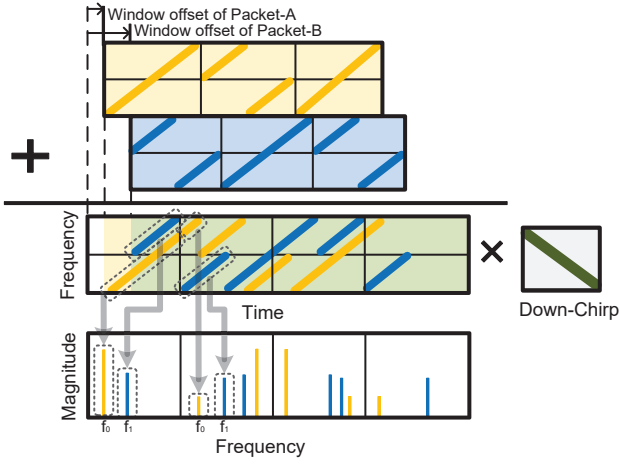 Window offset of Packet-A
Window offset of Packet-B
+
Frequency
×
Time
Down-Chirp
Magnitude
f₀ f₁ f₀ f₁
Frequency